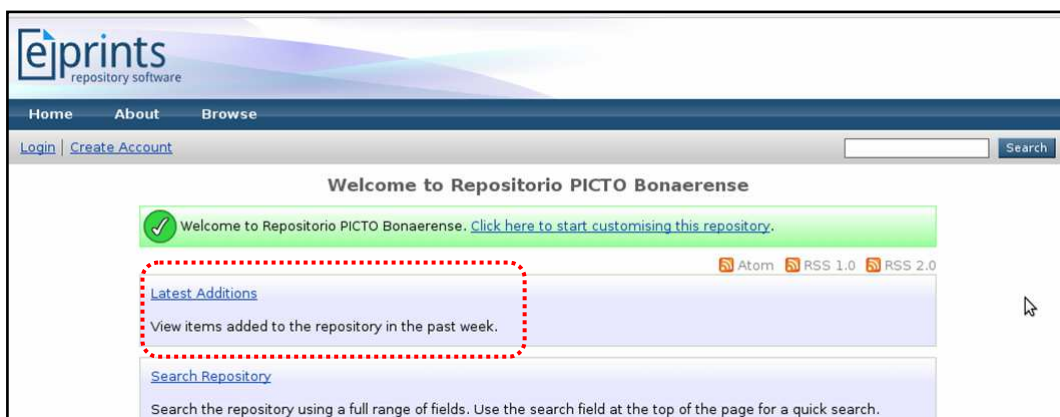 eprints
repository software
Home About Browse
Login | Create Account Search
Welcome to Repositorio PICTO Bonaerense
Welcome to Repositorio PICTO Bonaerense. Click here to start customising this repository.
Atom RSS 1.0 RSS 2.0
Latest Additions
View items added to the repository in the past week.
Search Repository
Search the repository using a full range of fields. Use the search field at the top of the page for a quick search.